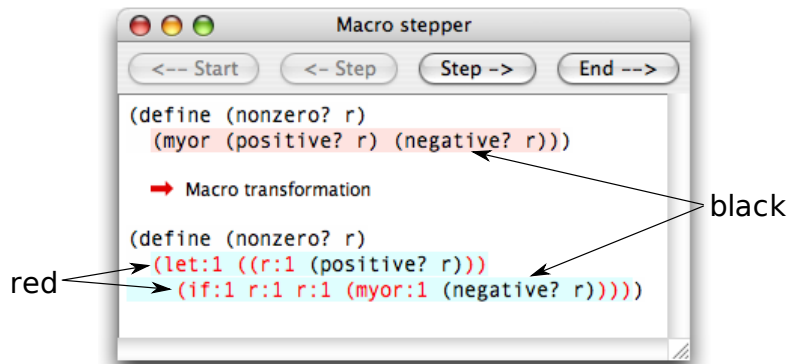 Macro stepper
<-- Start <- Step Step -> End -->
(define (nonzero? r)
(myor (positive? r) (negative? r)))
Macro transformation
black
(define (nonzero? r)
(let:1 ((r:1 (positive? r)))
red
(if:1 r:1 r:1 (myor:1 (negative? r)))))